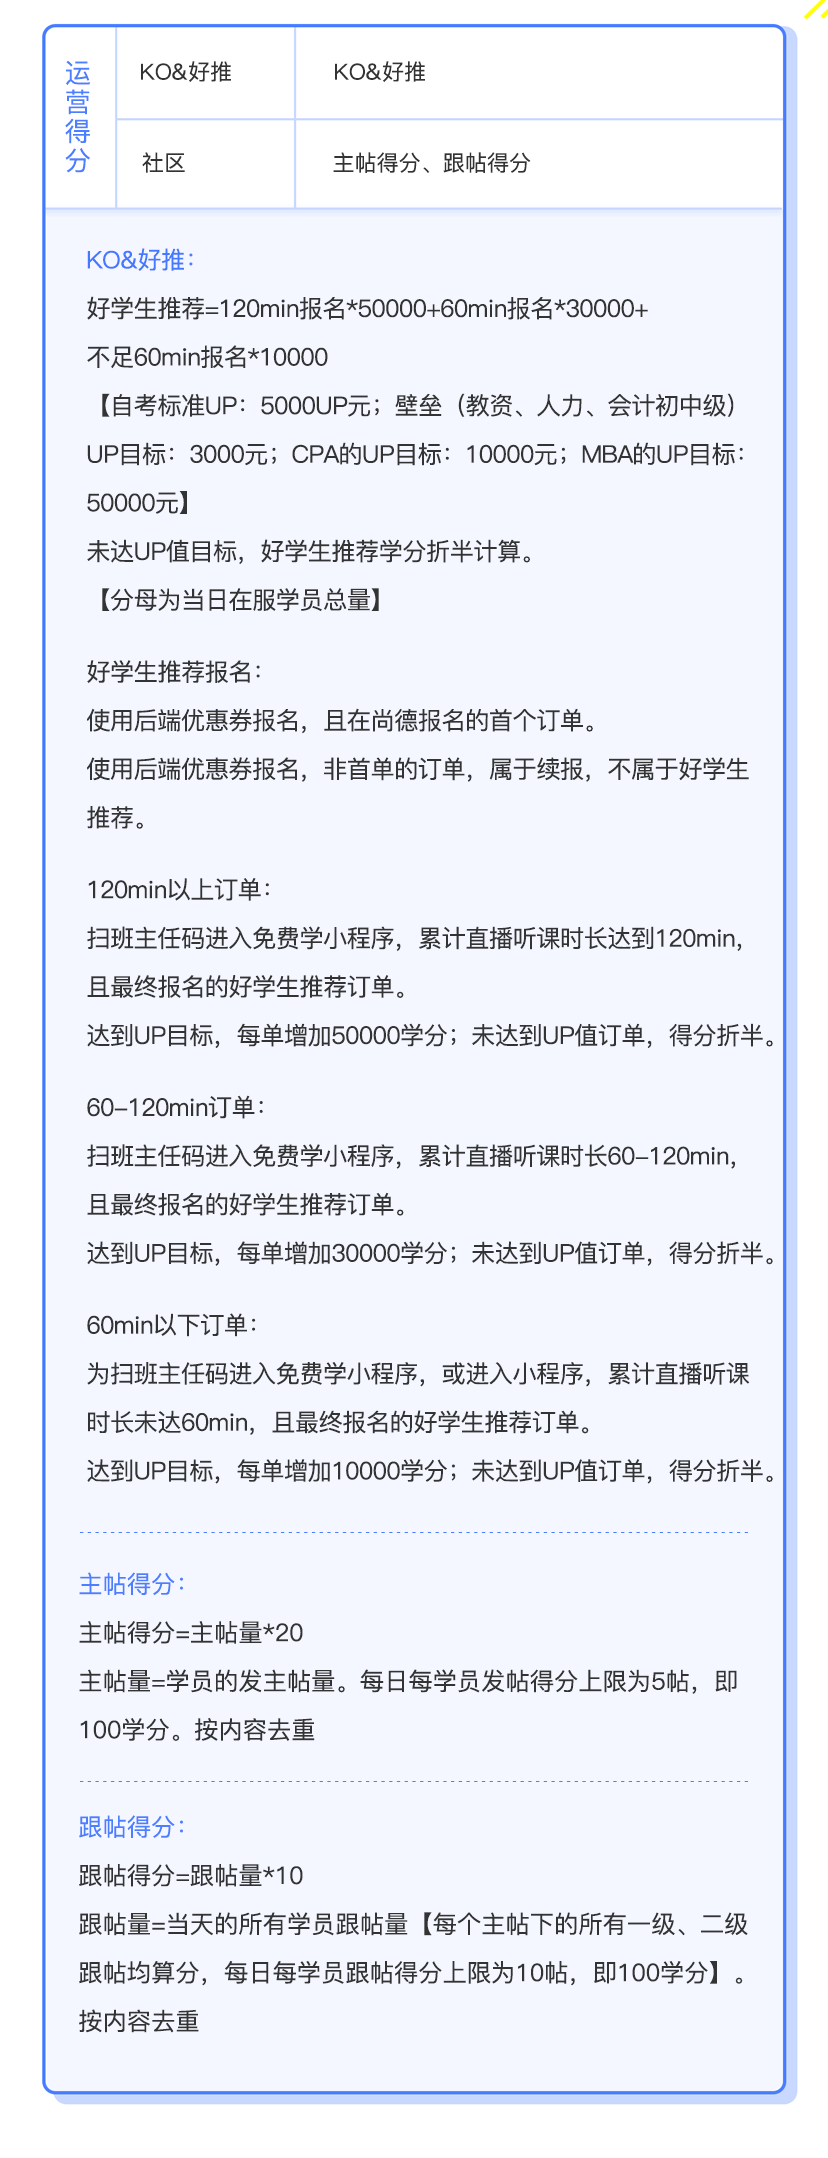 运营得分
KO&好推
KO&好推
社区
主帖得分、跟帖得分
KO&好推：
好学生推荐=120min报名*50000+60min报名*30000+
不足60min报名*10000
【自考标准UP：5000UP元；壁垒（教资、人力、会计初中级）
UP目标：3000元；CPA的UP目标：10000元；MBA的UP目标：
50000元】
未达UP值目标，好学生推荐学分折半计算。
【分母为当日在服学员总量】
好学生推荐报名：
使用后端优惠券报名，且在尚德报名的首个订单。
使用后端优惠券报名，非首单的订单，属于续报，不属于好学生
推荐。
120min以上订单：
扫班主任码进入免费学小程序，累计直播听课时长达到120min，
且最终报名的好学生推荐订单。
达到UP目标，每单增加50000学分；未达到UP值订单，得分折半。
60-120min订单：
扫班主任码进入免费学小程序，累计直播听课时长60-120min，
且最终报名的好学生推荐订单。
达到UP目标，每单增加30000学分；未达到UP值订单，得分折半。
60min以下订单：
为扫班主任码进入免费学小程序，或进入小程序，累计直播听课
时长未达60min，且最终报名的好学生推荐订单。
达到UP目标，每单增加10000学分；未达到UP值订单，得分折半。
主帖得分：
主帖得分=主帖量*20
主帖量=学员的发主帖量。每日每学员发帖得分上限为5帖，即
100学分。按内容去重
跟帖得分：
跟帖得分=跟帖量*10
跟帖量=当天的所有学员跟帖量【每个主帖下的所有一级、二级
跟帖均算分，每日每学员跟帖得分上限为10帖，即100学分】。
按内容去重